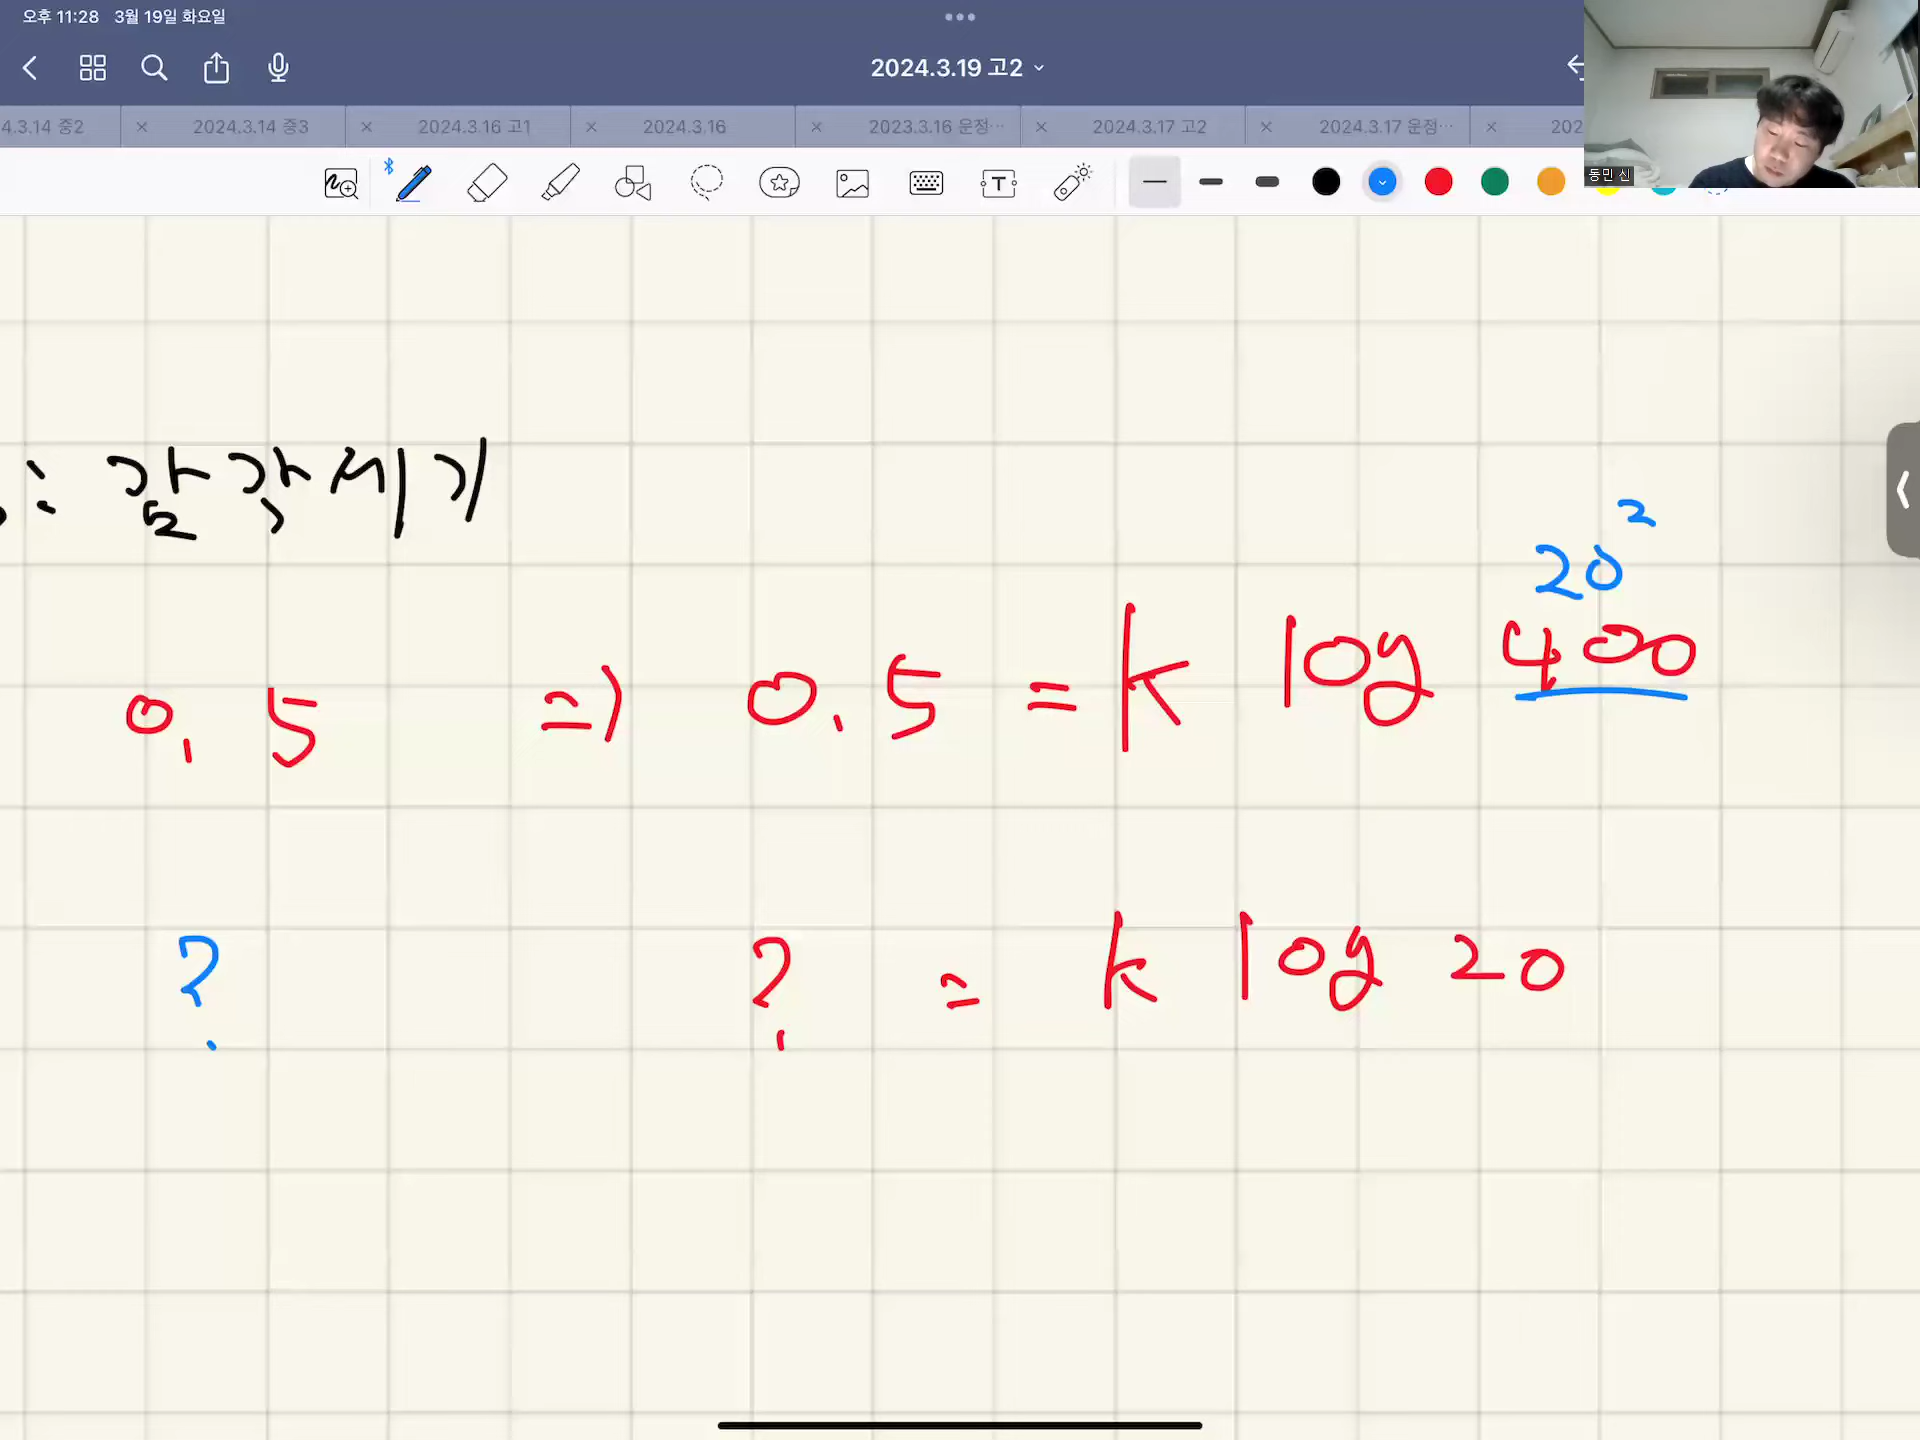 오후 11:28 3월 19일 화요일
2024.3.19 고2
4.3.14 중2
2024.3.14 중3
2024.3.16 고1
2024.3.16
2023.3.16 운정…
2024.3.17 고2
2024.3.17 운정…
202
동민 신
: 감각세기
20²
0.5 => 0.5 = k log 400
? ? = k log 20